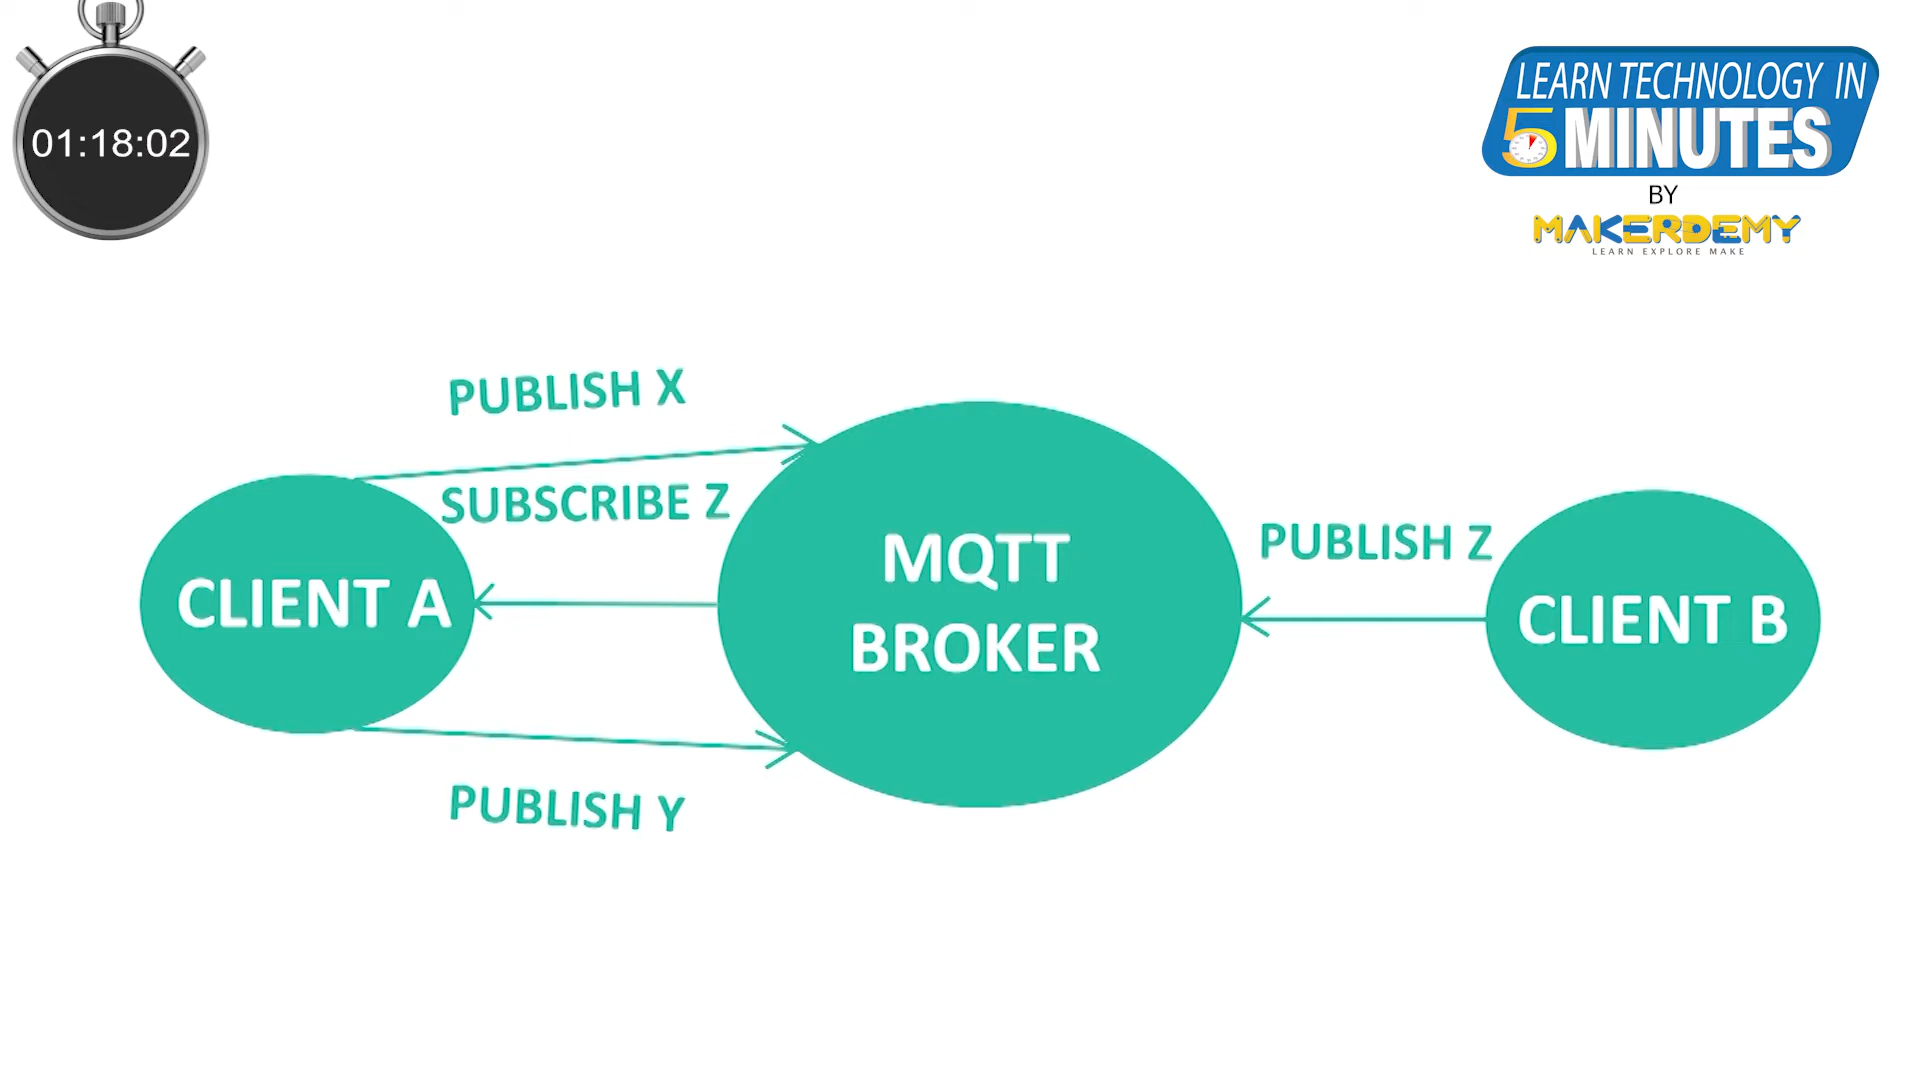 01:18:02
LEARN TECHNOLOGY IN
5 MINUTES
BY
MAKERDEMY
LEARN EXPLORE MAKE
PUBLISH X
SUBSCRIBE Z
CLIENT A
MQTT
BROKER
PUBLISH Z
CLIENT B
PUBLISH Y